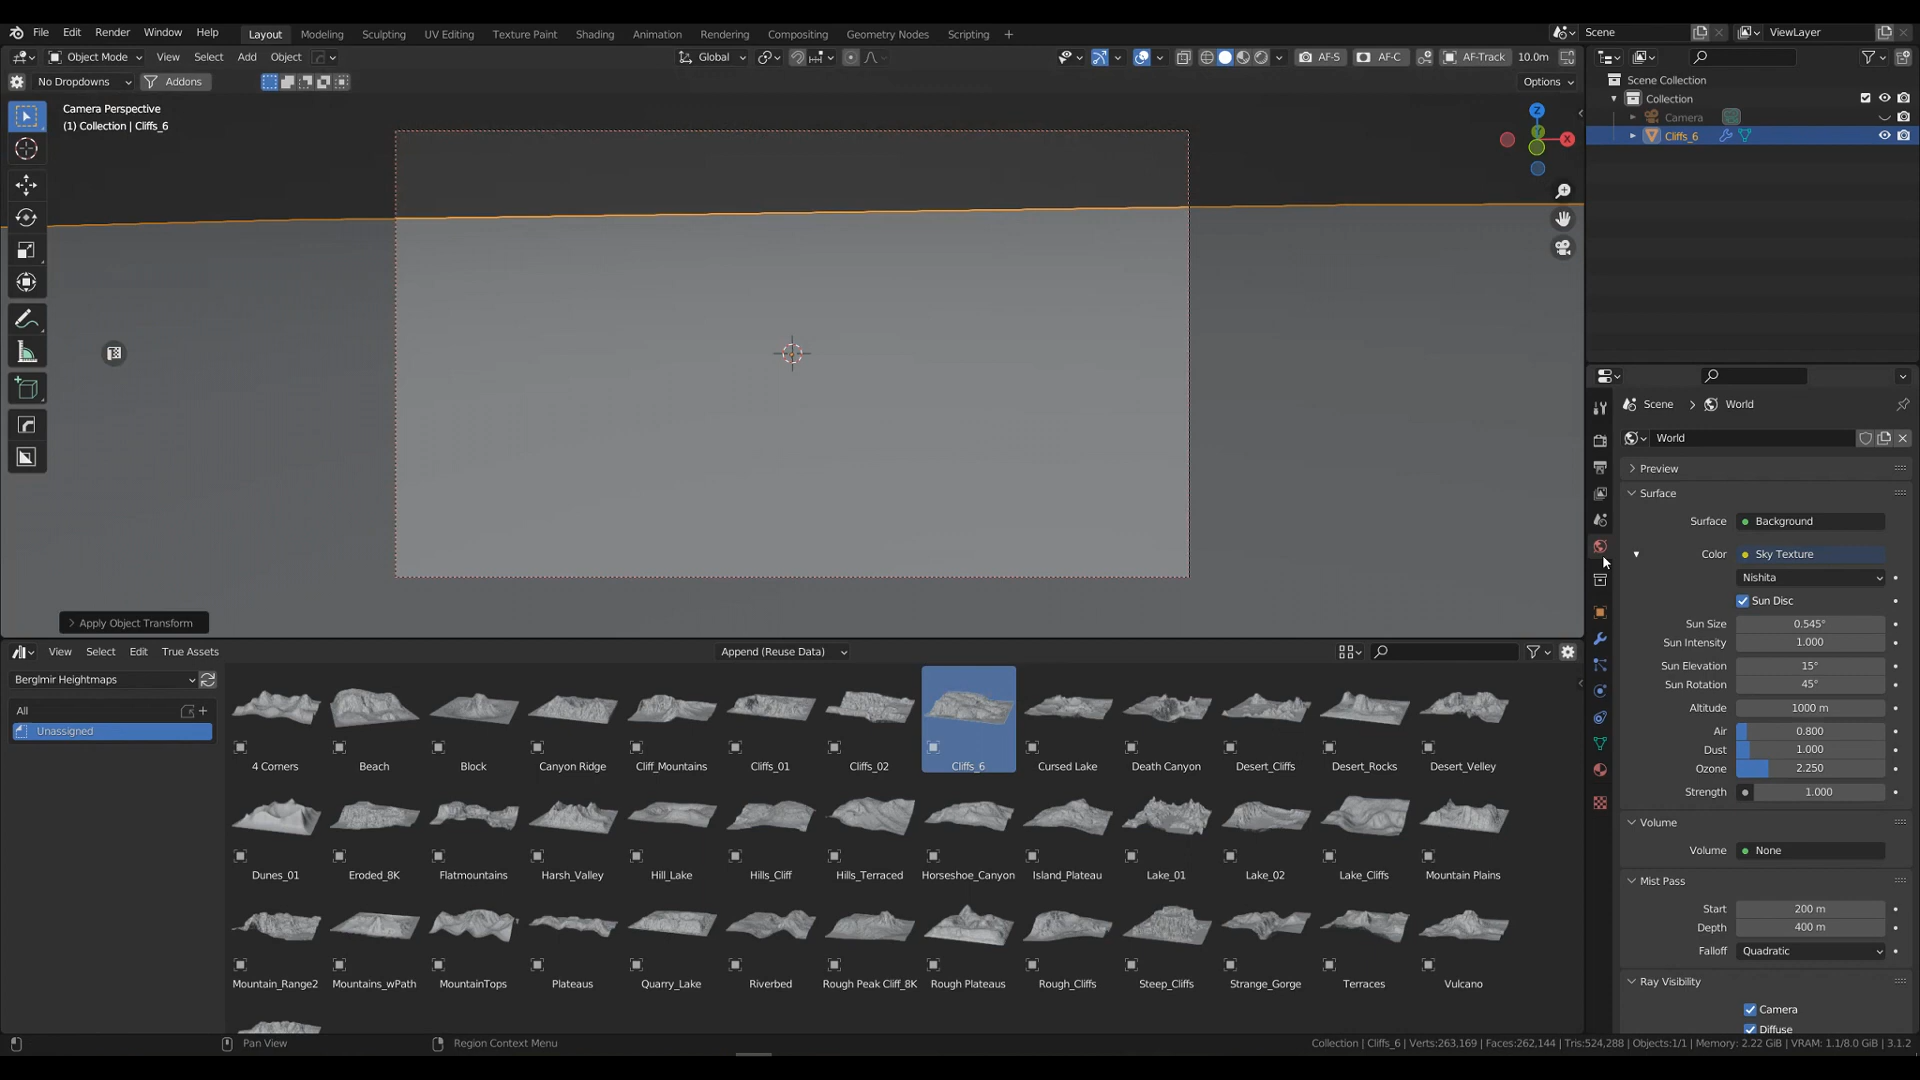 File Edit Render Window Help Layout Modeling Sculpting UV Editing Texture Paint Shading Animation Rendering Compositing Geometry Nodes Scripting + Scene ViewLayer
Object Mode View Select Add Object Global AF-S AF-C AF-Track 10.0m
No Dropdowns Addons Options
Camera Perspective
(1) Collection | Cliffs_6
Z
Y
X
Scene Collection
Collection
Camera
Cliffs_6
Scene > World
World
Preview
Surface
Surface Background
Color Sky Texture
Nishita
Sun Disc
Sun Size 0.545°
Sun Intensity 1.000
Sun Elevation 15°
Sun Rotation 45°
Altitude 1000 m
Air 0.800
Dust 1.000
Ozone 2.250
Strength 1.000
Volume
Volume None
Mist Pass
Start 200 m
Depth 400 m
Falloff Quadratic
Ray Visibility
Camera
Diffuse
> Apply Object Transform
View Select Edit True Assets Append (Reuse Data)
Berglmir Heightmaps
All
Unassigned
4 Corners Beach Block Canyon Ridge Cliff_Mountains Cliffs_01 Cliffs_02 Cliffs_6 Cursed Lake Death Canyon Desert_Cliffs Desert_Rocks Desert_Velley
Dunes_01 Eroded_8K Flatmountains Harsh_Valley Hill_Lake Hills_Cliff Hills_Terraced Horseshoe_Canyon Island_Plateau Lake_01 Lake_02 Lake_Cliffs Mountain Plains
Mountain_Range2 Mountains_wPath MountainTops Plateaus Quarry_Lake Riverbed Rough Peak Cliff_8K Rough Plateaus Rough_Cliffs Steep_Cliffs Strange_Gorge Terraces Vulcano
Pan View Region Context Menu Collection | Cliffs_6 | Verts:263,169 | Faces:262,144 | Tris:524,288 | Objects:1/1 | Memory: 2.22 GiB | VRAM: 1.1/8.0 GiB | 3.1.2